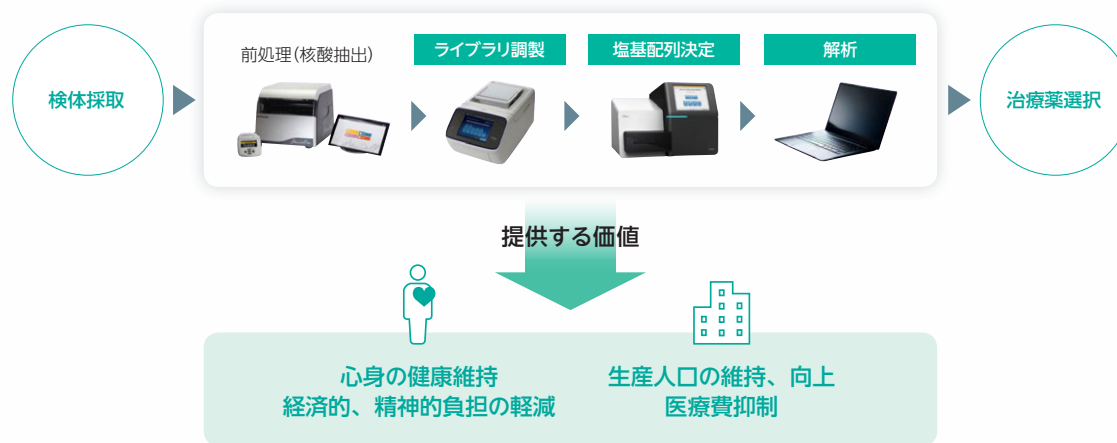 検体採取
前処理(核酸抽出)
ライブラリ調製
塩基配列決定
解析
治療薬選択
提供する価値
心身の健康維持
経済的、精神的負担の軽減
生産人口の維持、向上
医療費抑制